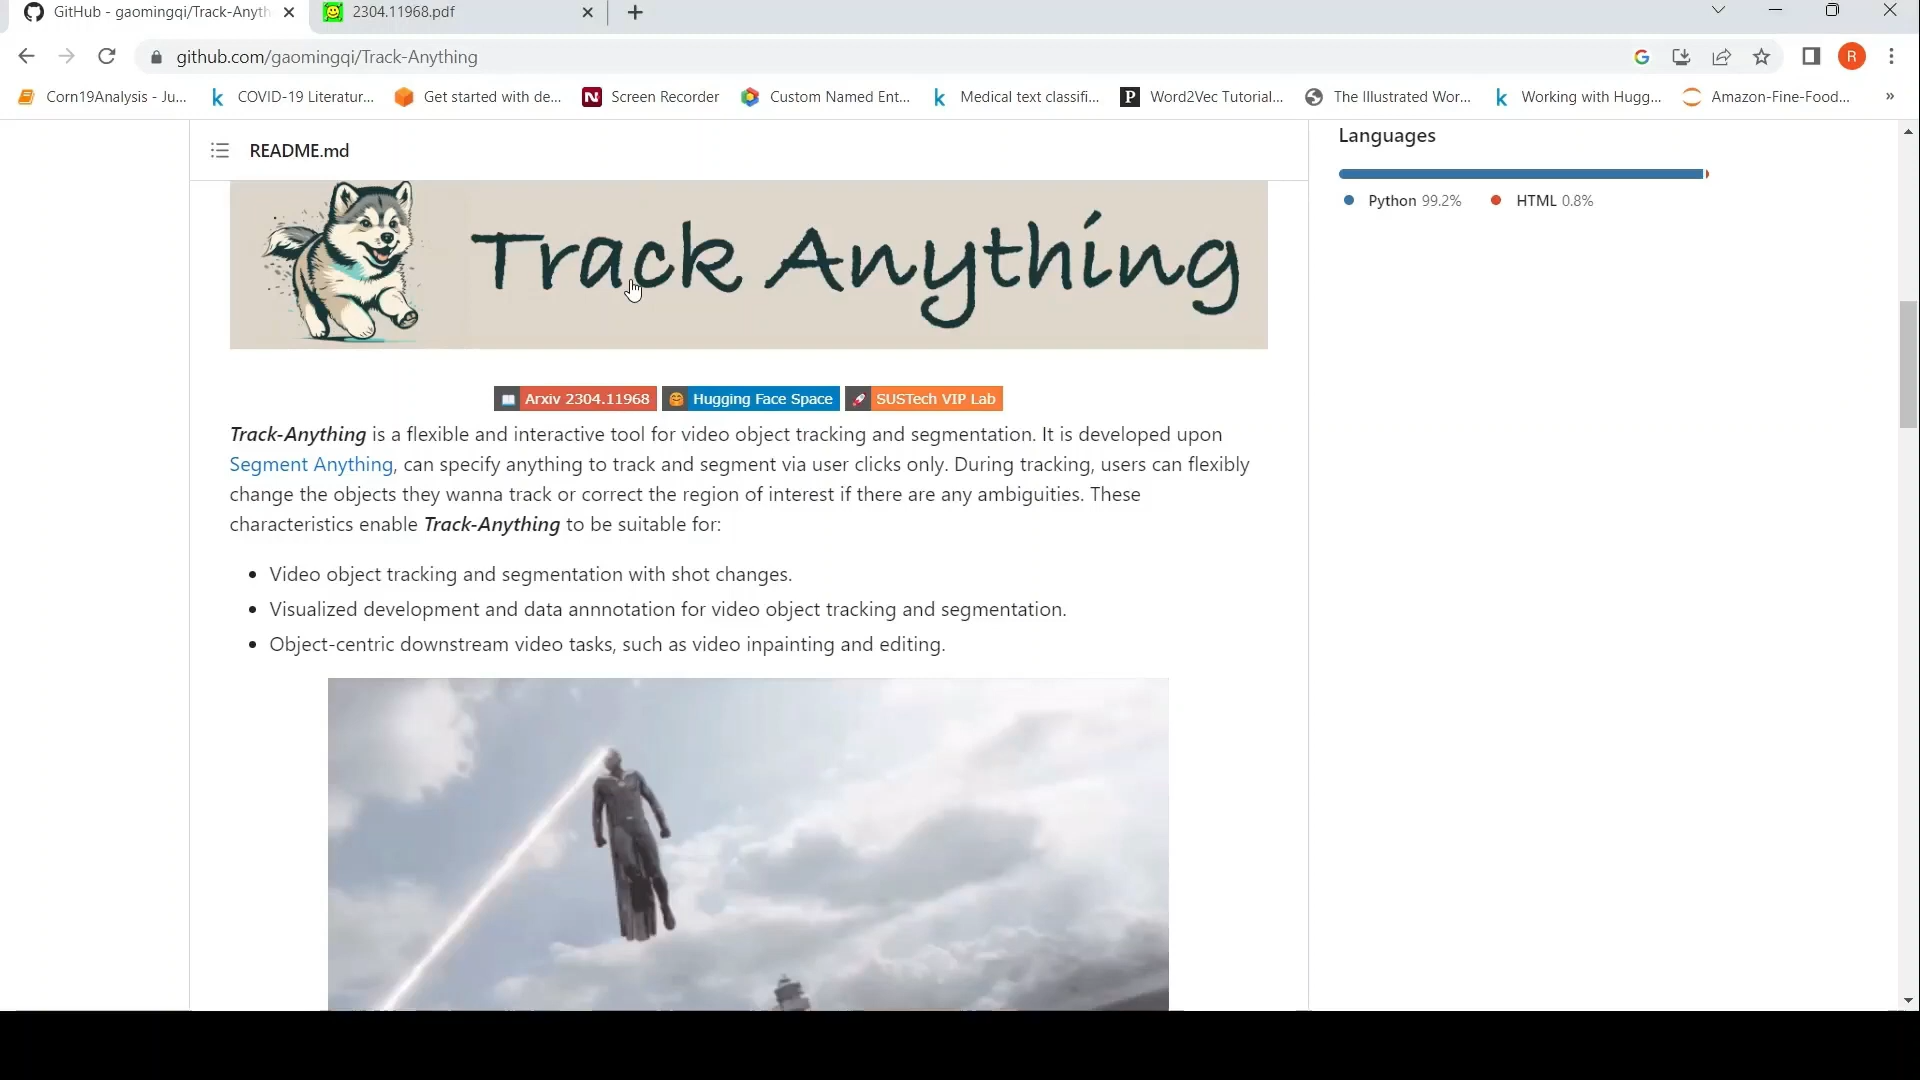 GitHub - gaomingqi/Track-Anyth
2304.11968.pdf
github.com/gaomingqi/Track-Anything
R
Corn19Analysis - Ju...
COVID-19 Literatur...
Get started with de...
Screen Recorder
Custom Named Ent...
Medical text classifi...
Word2Vec Tutorial...
The Illustrated Wor...
Working with Hugg...
Amazon-Fine-Food...
»
README.md
Languages
Python 99.2%
HTML 0.8%
Track Anything
Arxiv 2304.11968
Hugging Face Space
SUSTech VIP Lab
Track-Anything is a flexible and interactive tool for video object tracking and segmentation. It is developed upon
Segment Anything, can specify anything to track and segment via user clicks only. During tracking, users can flexibly
change the objects they wanna track or correct the region of interest if there are any ambiguities. These
characteristics enable Track-Anything to be suitable for:
• Video object tracking and segmentation with shot changes.
• Visualized development and data annnotation for video object tracking and segmentation.
• Object-centric downstream video tasks, such as video inpainting and editing.